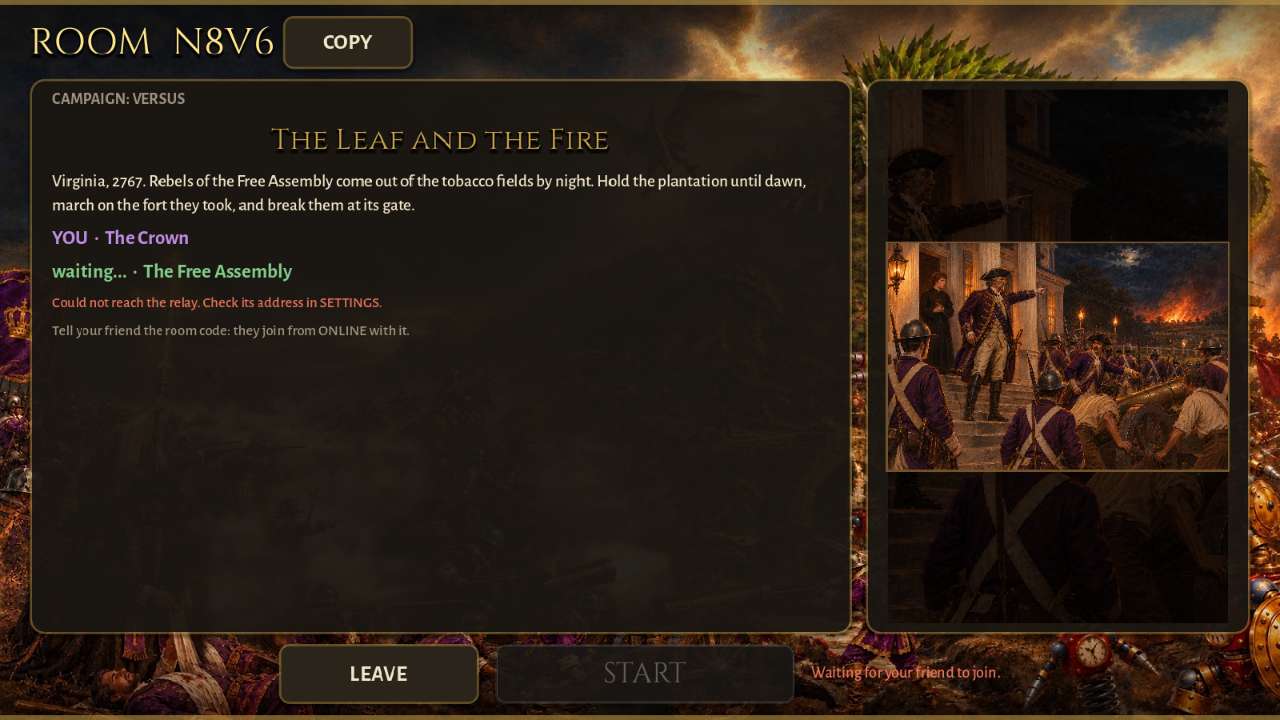 ROOM N8V6
COPY
CAMPAIGN: VERSUS
The Leaf and the Fire
Virginia, 2767. Rebels of the Free Assembly come out of the tobacco fields by night. Hold the plantation until dawn,
march on the fort they took, and break them at its gate.
YOU · The Crown
waiting... · The Free Assembly
Could not reach the relay. Check its address in SETTINGS.
Tell your friend the room code: they join from ONLINE with it.
LEAVE
START
Waiting for your friend to join.